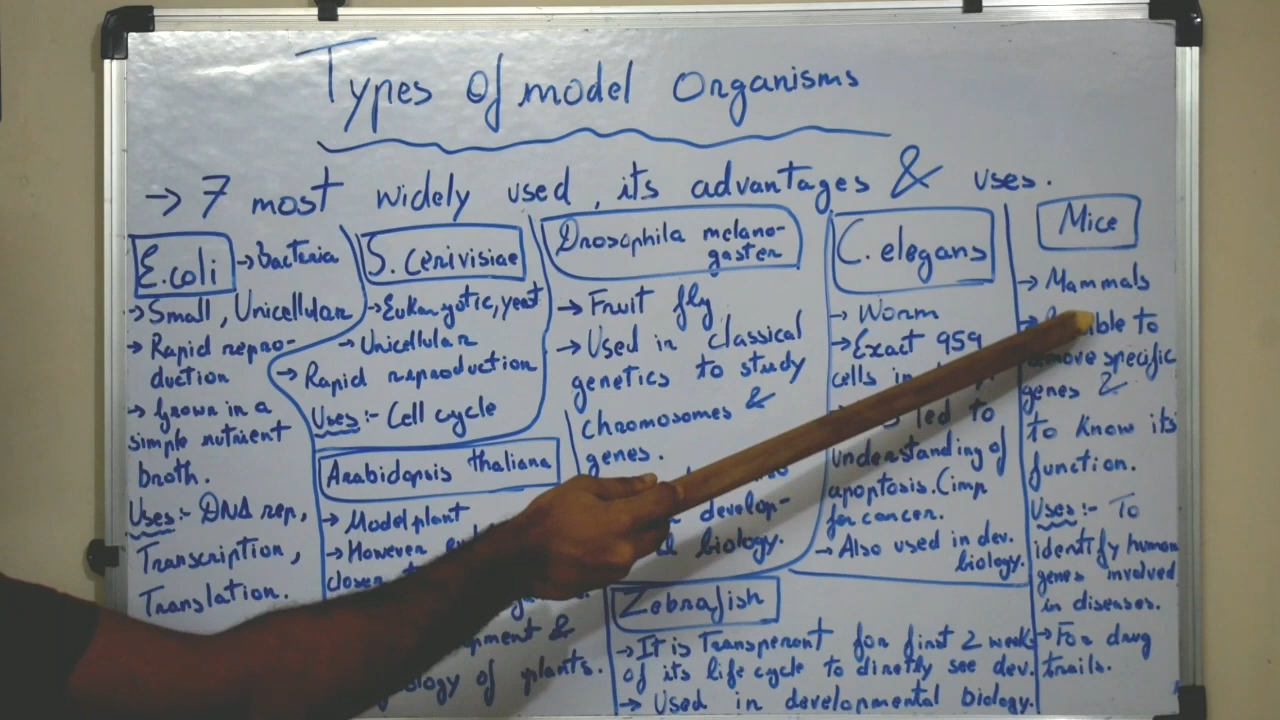 Types of model Organisms
→ 7 most widely used, its advantages & uses.
E.coli → Bacteria
→ Small, Unicellular
→ Rapid repro-
duction
→ Grown in a
simple nutrient
broth.
Uses:- DNA rep,
Transcription,
Translation.
S. Cerivisiae
→ Eukaryotic, yeast
→ Unicellular
→ Rapid reproduction
Uses:- Cell cycle
Arabidopsis thaliana
→ Model plant
→ However
closer
&
of plants.
Drosophila melano-
gaster
→ Fruit fly
→ Used in classical
genetics to study
chromosomes &
genes.
develop-
biology.
C. elegans
→ Worm
→ Exact 959
cells in
led to
understanding of
apoptosis. (imp
for cancer.
→ Also used in dev.
biology.
Zebrafish
→ It is Transperent for first 2 weeks
of its life cycle to directly see dev.
→ Used in developmental biology.
Mice
→ Mammals
to
specific
genes &
to know its
function.
Uses:- To
identify human
genes involved
in diseases.
→ For drug
trails.